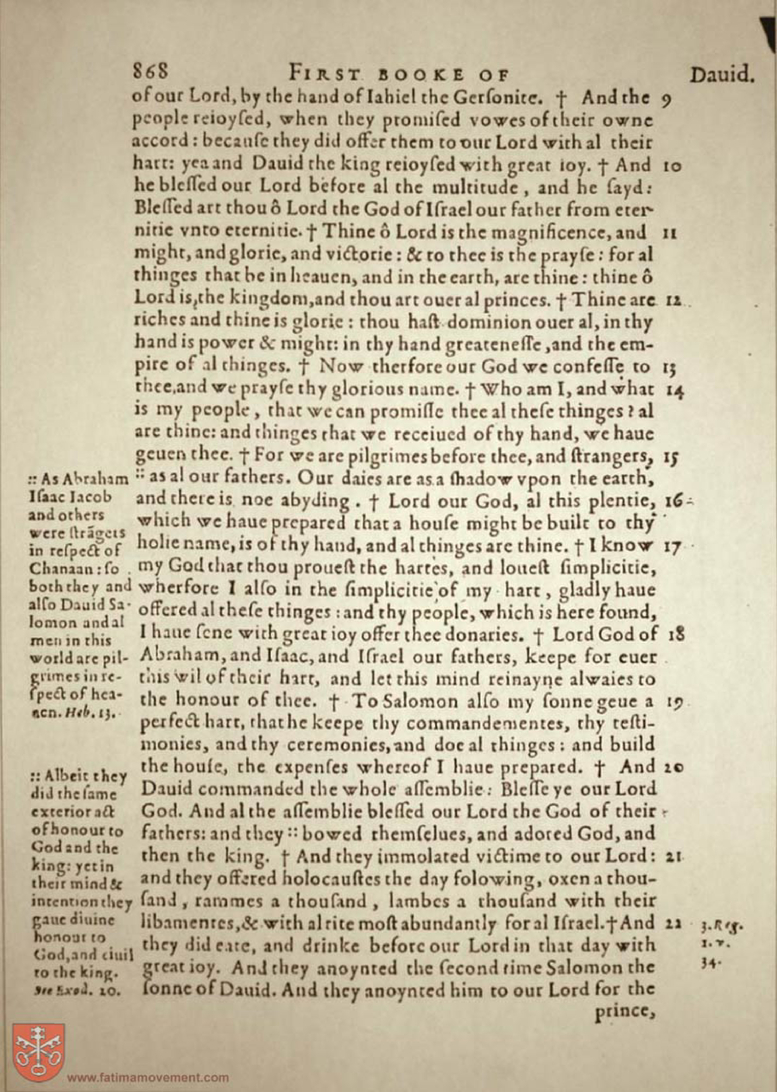 868 FIRST BOOKE OF Dauid.
of our Lord, by the hand of Iahiel the Gerſonite. † And the 9
people reioyſed, when they promiſed vowes of their owne
accord : becauſe they did offer them to our Lord with al their
hart: yea and Dauid the king reioyſed with great ioy. † And 10
he bleſſed our Lord before al the multitude, and he ſayd:
Bleſſed art thou ô Lord the God of Iſrael our father from eter-
nitie vnto eternitie. † Thine ô Lord is the magnificence, and 11
might, and glorie, and victorie : & to thee is the prayſe : for al
thinges that be in heauen, and in the earth, are thine : thine ô
Lord is, the kingdom, and thou art ouer al princes. † Thine are 12
riches and thine is glorie : thou haſt dominion ouer al, in thy
hand is power & might: in thy hand greateneſſe, and the em-
pire of al thinges. † Now therfore our God we confeſſe to 13
thee, and we prayſe thy glorious name. † Who am I, and what 14
is my people, that we can promiſſe thee al theſe thinges? al
are thine: and thinges that we receiued of thy hand, we haue
geuen thee. † For we are pilgrimes before thee, and ſtrangers, 15
:: as al our fathers. Our daies are as a ſhadow vpon the earth,
and there is noe abyding. † Lord our God, al this plentie, 16
which we haue prepared that a houſe might be built to thy
holie name, is of thy hand, and al thinges are thine. † I know 17
my God that thou proueſt the hartes, and loueſt ſimplicitie,
wherfore I alſo in the ſimplicitie of my hart, gladly haue
offered al theſe thinges : and thy people, which is here found,
I haue ſene with great ioy offer thee donaries. † Lord God of 18
Abraham, and Iſaac, and Iſrael our fathers, keepe for euer
this wil of their hart, and let this mind remayne alwaies to
the honour of thee. † To Salomon alſo my ſonne geue a 19
perfect hart, that he keepe thy commandementes, thy teſti-
monies, and thy ceremonies, and doe al thinges : and build
the houſe, the expenſes whereof I haue prepared. † And 20
Dauid commanded the whole aſſemblie: Bleſſe ye our Lord
God. And al the aſſemblie bleſſed our Lord the God of their
fathers: and they :: bowed themſelues, and adored God, and
then the king. † And they immolated victime to our Lord: 21
and they offered holocauſtes the day folowing, oxen a thou-
ſand, rammes a thouſand, lambes a thouſand with their
libamentes, & with al rite moſt abundantly for al Iſrael. † And 22
they did eate, and drinke before our Lord in that day with
great ioy. And they anoynted the ſecond time Salomon the
ſonne of Dauid. And they anoynted him to our Lord for the
prince,
:: As Abraham
Iſaac Iacob
and others
were ſtrãgers
in reſpect of
Chanaan : ſo
both they and
alſo Dauid Sa-
lomon and al
men in this
world are pil-
grimes in re-
ſpect of hea-
uen. Heb. 13.
:: Albeit they
did the ſame
exterior act
of honour to
God and the
king: yet in
their mind &
intention they
gaue diuine
honour to
God, and ciuil
to the king.
See Exod. 20.
3. Reg.
1. v.
34.
www.fatimamovement.com